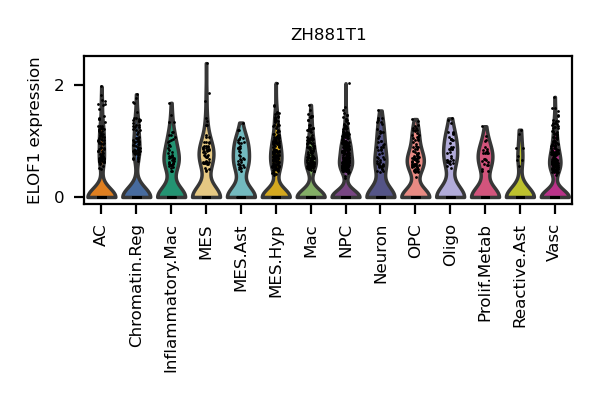 ZH881T1
ELOF1 expression
2
0
AC
Chromatin.Reg
Inflammatory.Mac
MES
MES.Ast
MES.Hyp
Mac
NPC
Neuron
OPC
Oligo
Prolif.Metab
Reactive.Ast
Vasc